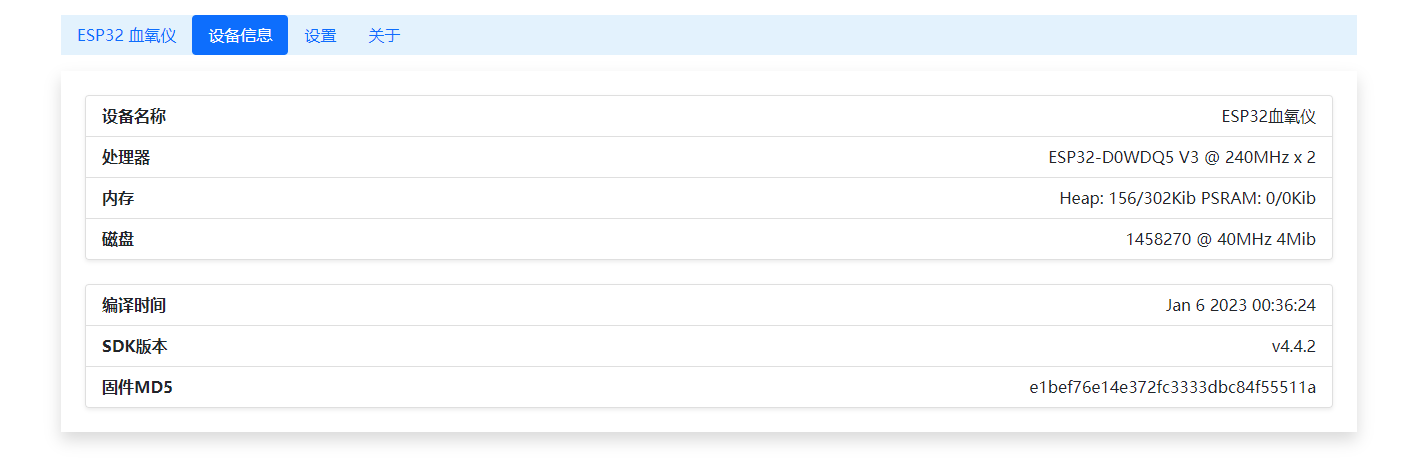 ESP32 血氧仪 设备信息 设置 关于
设备名称 ESP32血氧仪
处理器 ESP32-D0WDQ5 V3 @ 240MHz x 2
内存 Heap: 156/302Kib PSRAM: 0/0Kib
磁盘 1458270 @ 40MHz 4Mib
编译时间 Jan 6 2023 00:36:24
SDK版本 v4.4.2
固件MD5 e1bef76e14e372fc3333dbc84f55511a